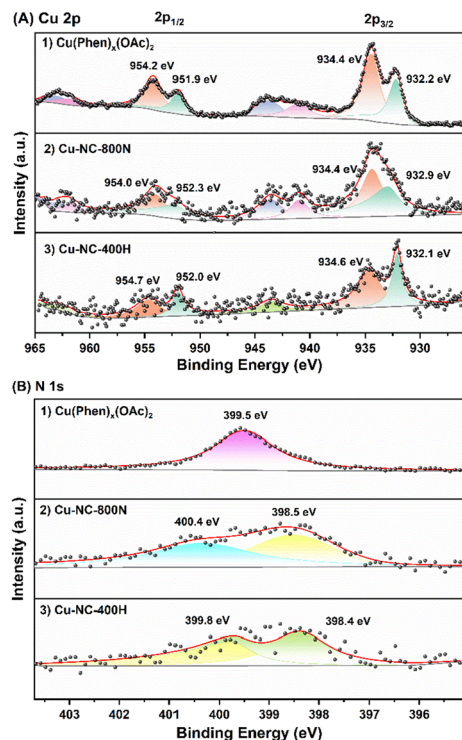 (A) Cu 2p 2p1/2 2p3/2
1) Cu(Phen)x(OAc)2
954.2 eV
951.9 eV
934.4 eV
932.2 eV
2) Cu-NC-800N
954.0 eV
952.3 eV
934.4 eV
932.9 eV
3) Cu-NC-400H
954.7 eV
952.0 eV
934.6 eV
932.1 eV
Intensity (a.u.)
965 960 955 950 945 940 935 930
Binding Energy (eV)
(B) N 1s
1) Cu(Phen)x(OAc)2
399.5 eV
2) Cu-NC-800N
400.4 eV
398.5 eV
3) Cu-NC-400H
399.8 eV
398.4 eV
Intensity (a.u.)
403 402 401 400 399 398 397 396
Binding Energy (eV)